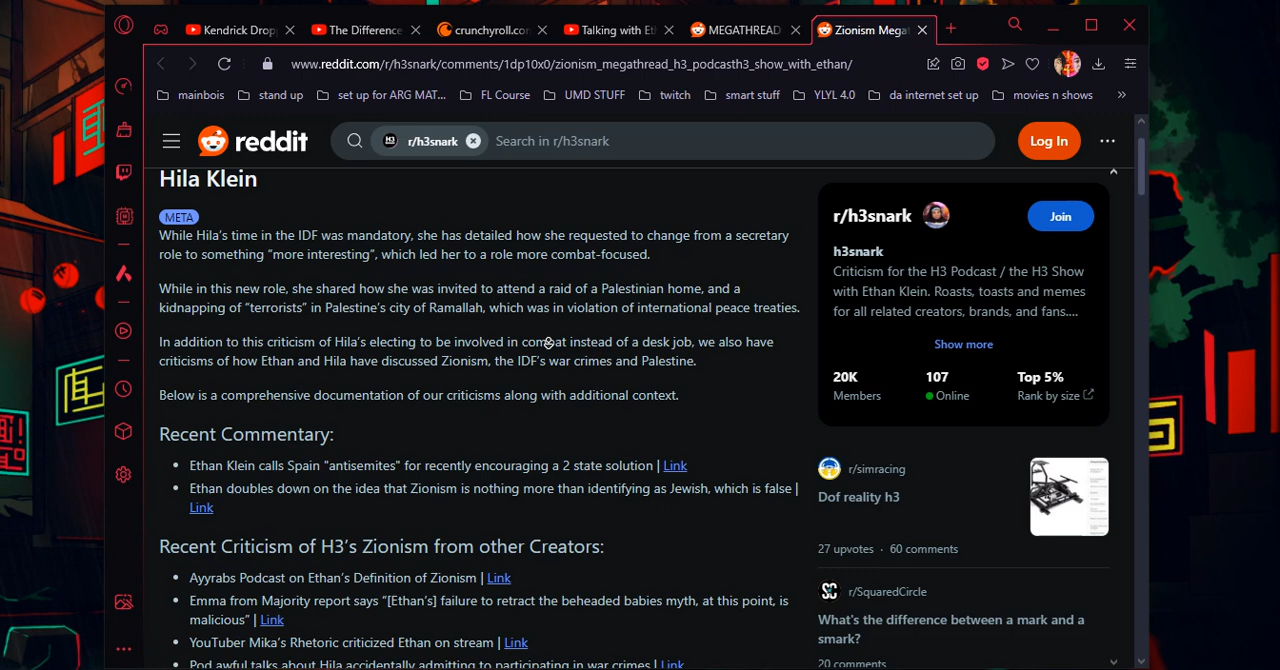 Kendrick Drop
The Difference
crunchyroll.cor
Talking with Et
MEGATHREAD
Zionism Mega
www.reddit.com/r/h3snark/comments/1dp10x0/zionism_megathread_h3_podcasth3_show_with_ethan/
mainbois
stand up
set up for ARG MAT...
FL Course
UMD STUFF
twitch
smart stuff
YLYL 4.0
da internet set up
movies n shows
»
reddit
r/h3snark
Search in r/h3snark
Log In
Hila Klein
META
While Hila's time in the IDF was mandatory, she has detailed how she requested to change from a secretary
role to something "more interesting", which led her to a role more combat-focused.
While in this new role, she shared how she was invited to attend a raid of a Palestinian home, and a
kidnapping of "terrorists" in Palestine's city of Ramallah, which was in violation of international peace treaties.
In addition to this criticism of Hila's electing to be involved in combat instead of a desk job, we also have
criticisms of how Ethan and Hila have discussed Zionism, the IDF's war crimes and Palestine.
Below is a comprehensive documentation of our criticisms along with additional context.
Recent Commentary:
• Ethan Klein calls Spain "antisemites" for recently encouraging a 2 state solution | Link
• Ethan doubles down on the idea that Zionism is nothing more than identifying as Jewish, which is false |
Link
Recent Criticism of H3's Zionism from other Creators:
• Ayyrabs Podcast on Ethan's Definition of Zionism | Link
• Emma from Majority report says "[Ethan's] failure to retract the beheaded babies myth, at this point, is
malicious" | Link
• YouTuber Mika's Rhetoric criticized Ethan on stream | Link
• Pod awful talks about Hila accidentally admitting to participating in war crimes | Link
r/h3snark
Join
h3snark
Criticism for the H3 Podcast / the H3 Show
with Ethan Klein. Roasts, toasts and memes
for all related creators, brands, and fans....
Show more
20K
Members
107
Online
Top 5%
Rank by size
r/simracing
Dof reality h3
27 upvotes · 60 comments
r/SquaredCircle
What's the difference between a mark and a
smark?
20 comments